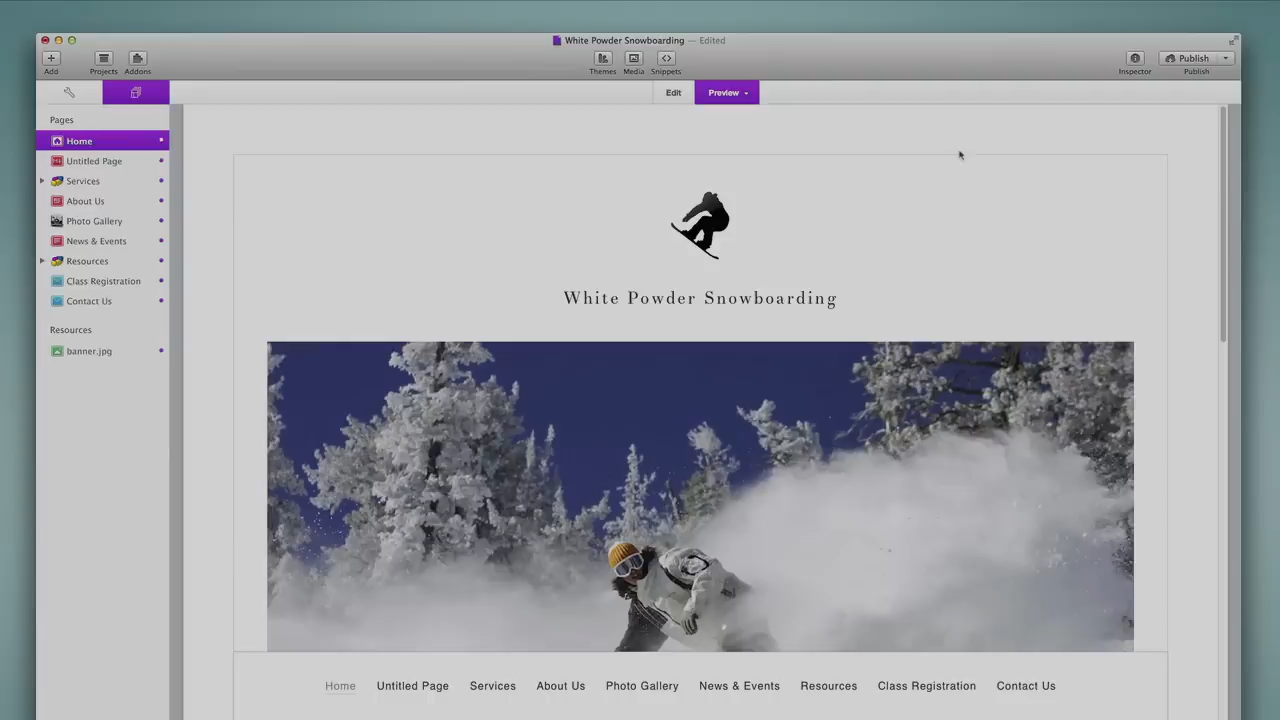 White Powder Snowboarding — Edited
Add
Projects
Addons
Themes
Media
Snippets
Inspector
Publish
Publish
Edit
Preview
Pages
Home
Untitled Page
Services
About Us
Photo Gallery
News & Events
Resources
Class Registration
Contact Us
Resources
banner.jpg
White Powder Snowboarding
Home Untitled Page Services About Us Photo Gallery News & Events Resources Class Registration Contact Us